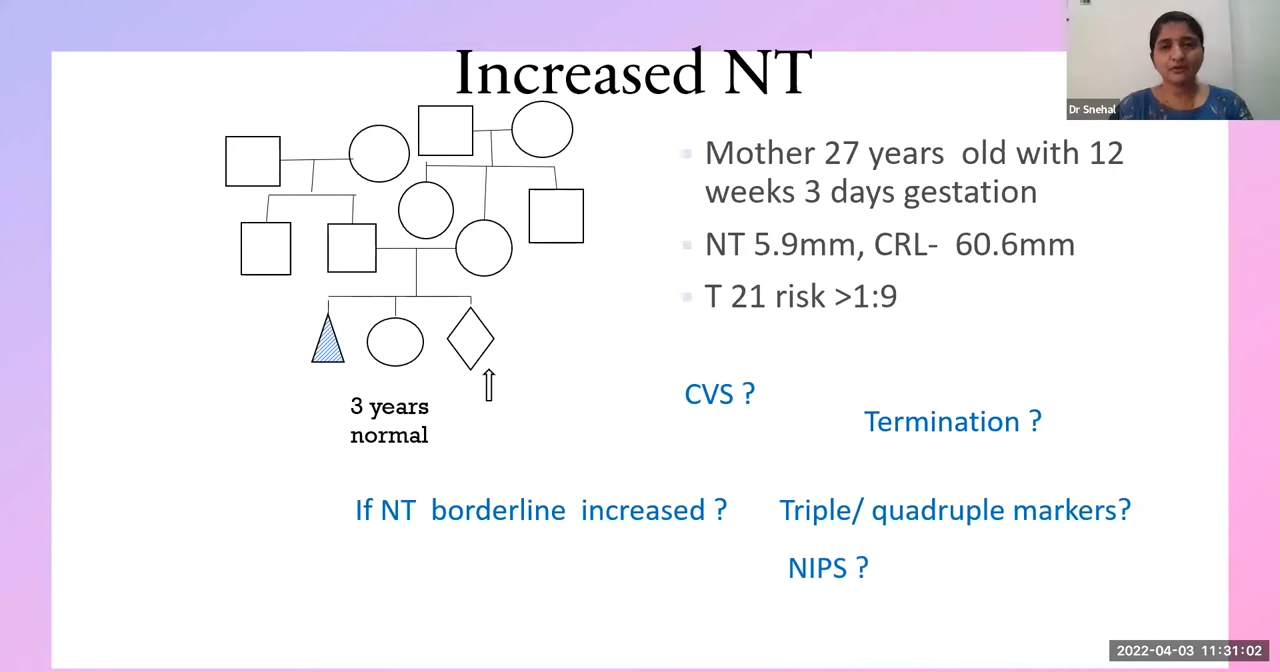 Increased NT
Dr Snehal
Mother 27 years old with 12
weeks 3 days gestation
NT 5.9mm, CRL- 60.6mm
T 21 risk >1:9
3 years
normal
CVS ?
Termination ?
If NT borderline increased ?
Triple/ quadruple markers?
NIPS ?
2022-04-03 11:31:02